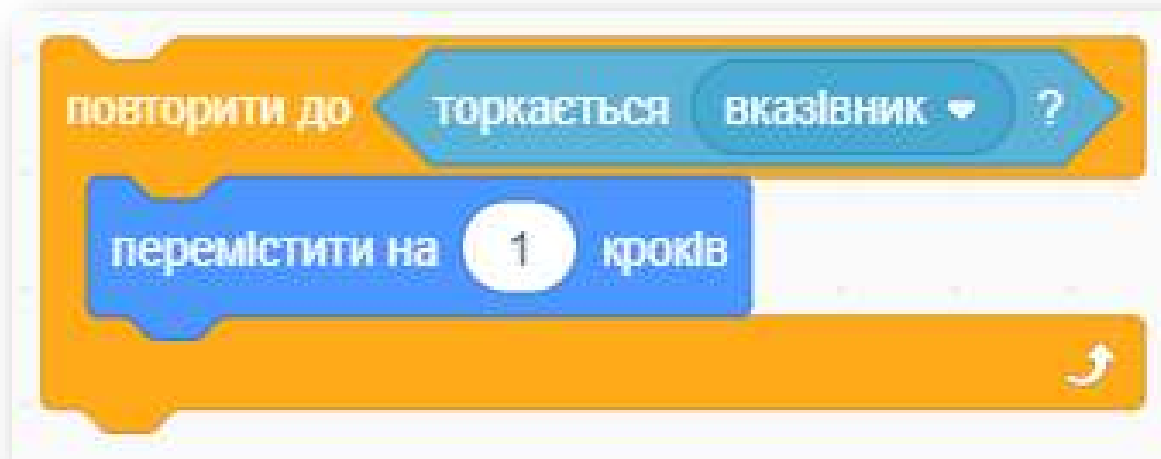 повторити до торкається вказівник ?
перемістити на 1 кроків